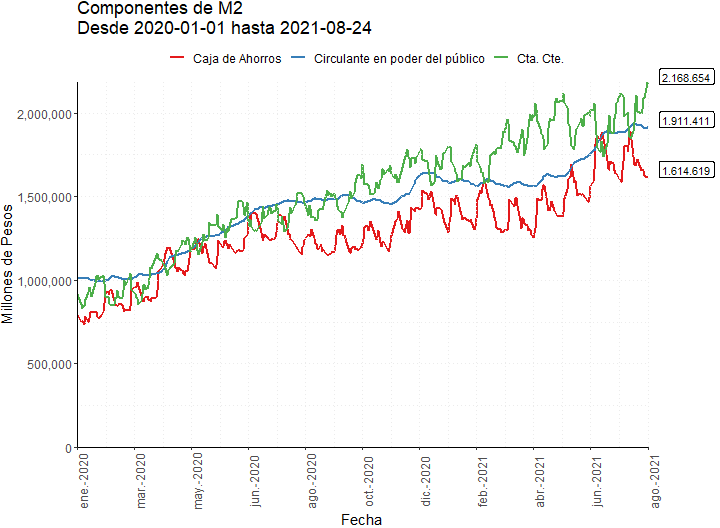 Componentes de M2
Desde 2020-01-01 hasta 2021-08-24
Caja de Ahorros Circulante en poder del público Cta. Cte.
2.168.654
1.911.411
1.614.619
2,000,000
1,500,000
1,000,000
500,000
0
Millones de Pesos
ene.-2020
mar.-2020
may.-2020
jun.-2020
ago.-2020
oct.-2020
dic.-2020
feb.-2021
abr.-2021
jun.-2021
ago.-2021
Fecha